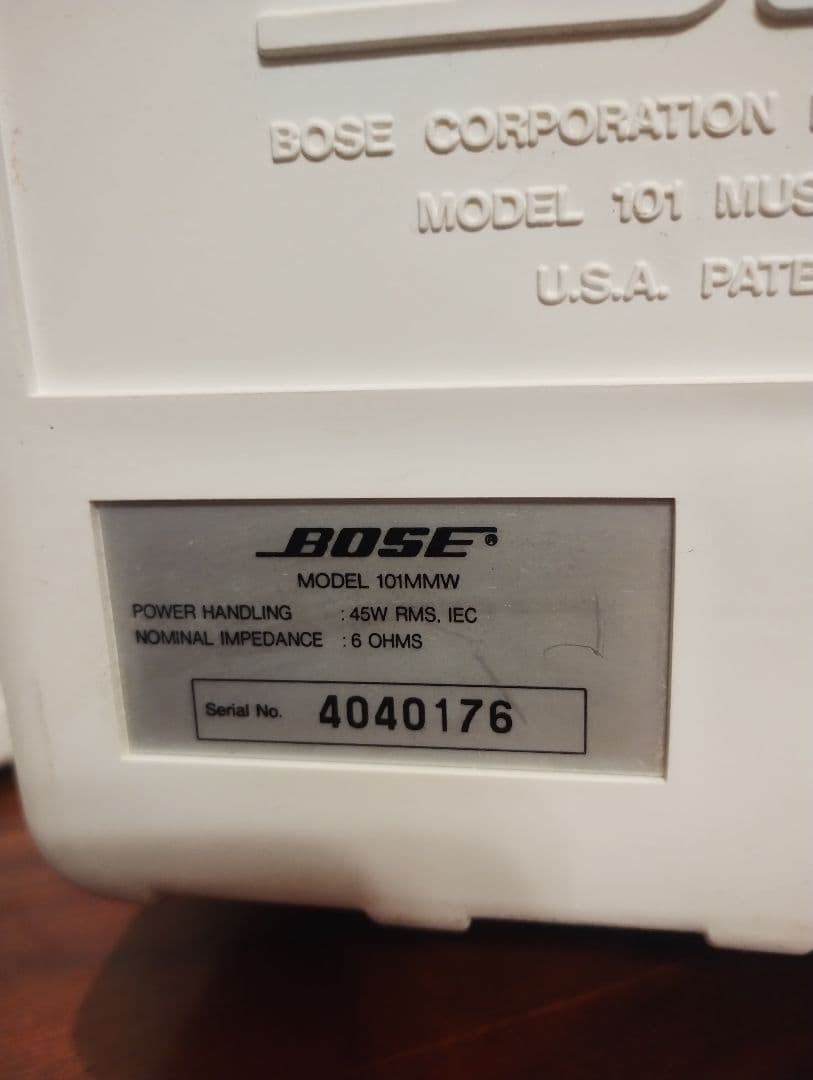 BOSE CORPORATION
MODEL 101
U.S.A.
BOSE®
MODEL 101MMW
POWER HANDLING : 45W RMS, IEC
NOMINAL IMPEDANCE : 6 OHMS
Serial No. 4040176